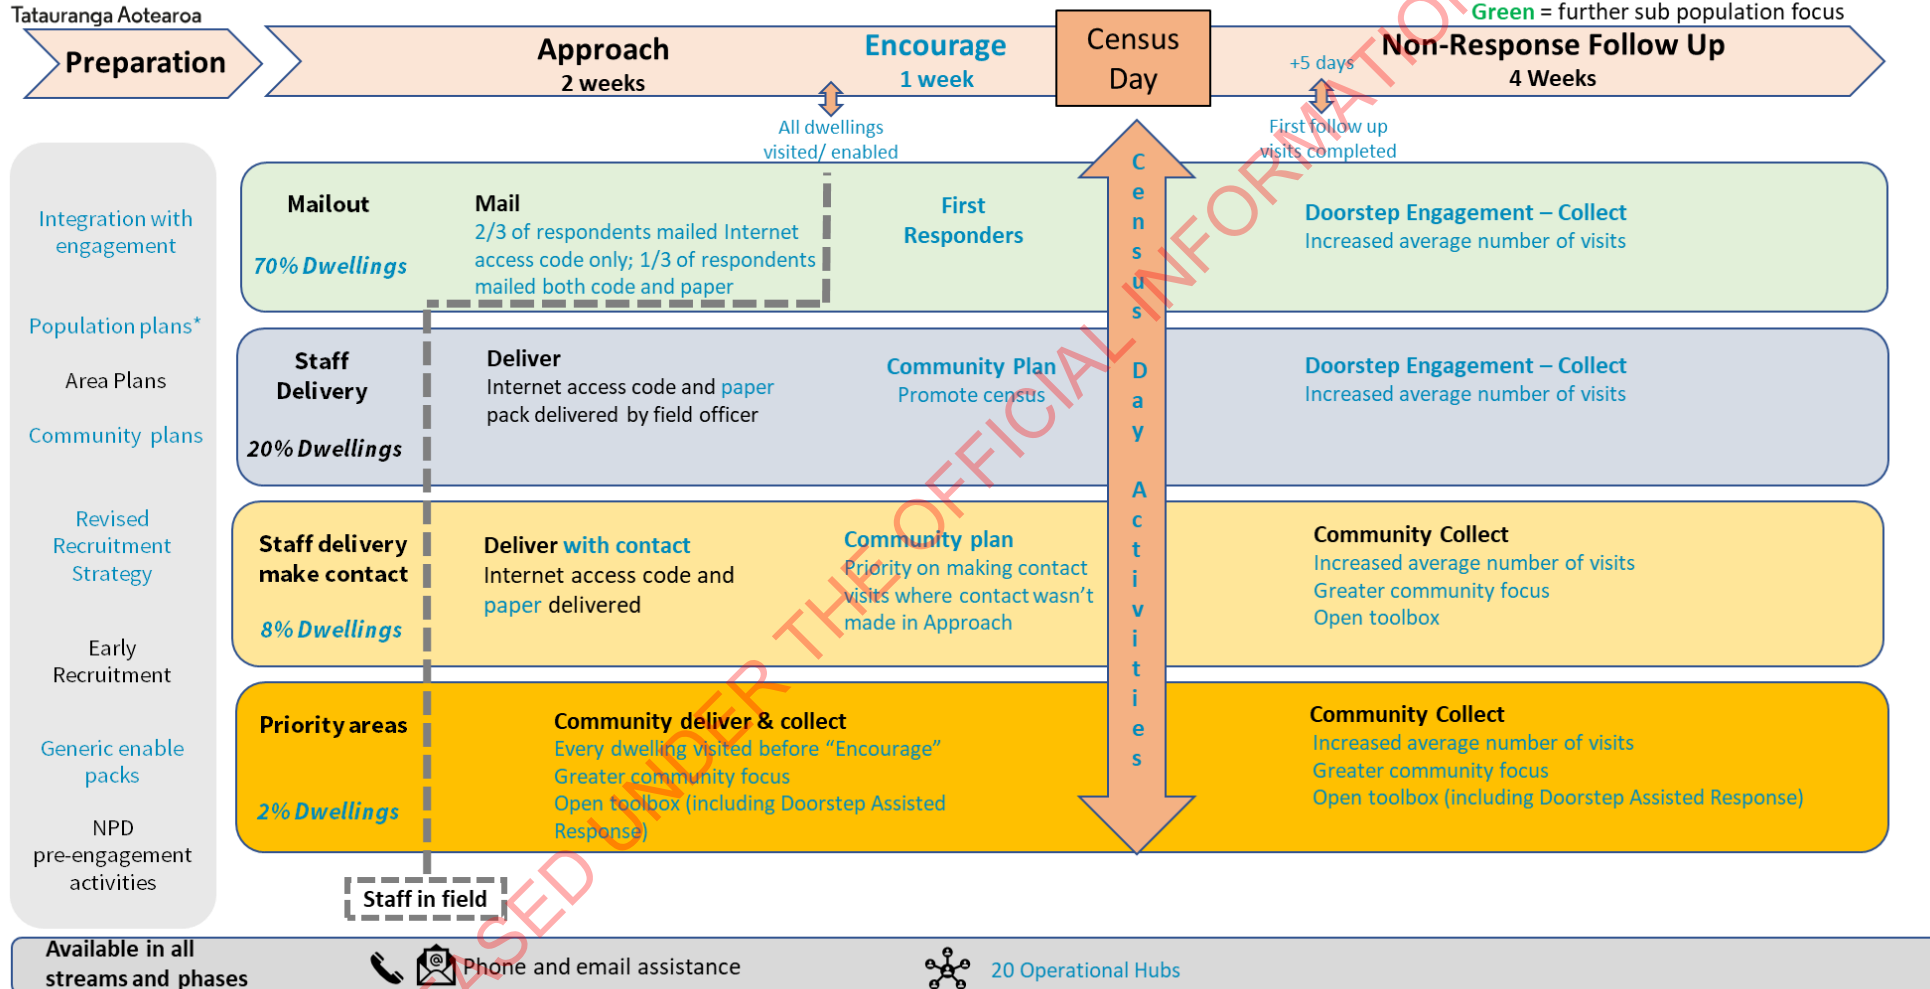 Tatauranga Aotearoa
Green = further sub population focus
Preparation
Approach
2 weeks
Encourage
1 week
Census
Day
Non-Response Follow Up
4 Weeks
+5 days
All dwellings
visited/ enabled
First follow up
visits completed
Integration with
engagement
Population plans*
Area Plans
Community plans
Revised
Recruitment
Strategy
Early
Recruitment
Generic enable
packs
NPD
pre-engagement
activities
Mailout
70% Dwellings
Mail
2/3 of respondents mailed Internet
access code only; 1/3 of respondents
mailed both code and paper
First
Responders
Doorstep Engagement – Collect
Increased average number of visits
Staff
Delivery
20% Dwellings
Deliver
Internet access code and paper
pack delivered by field officer
Community Plan
Promote census
Doorstep Engagement – Collect
Increased average number of visits
Staff delivery
make contact
8% Dwellings
Deliver with contact
Internet access code and
paper delivered
Community plan
Priority on making contact
visits where contact wasn't
made in Approach
Community Collect
Increased average number of visits
Greater community focus
Open toolbox
Priority areas
2% Dwellings
Community deliver & collect
Every dwelling visited before “Encourage”
Greater community focus
Open toolbox (including Doorstep Assisted
Response)
Community Collect
Increased average number of visits
Greater community focus
Open toolbox (including Doorstep Assisted Response)
Census Day Activities
Staff in field
Available in all
streams and phases
Phone and email assistance
20 Operational Hubs
EASED UNDER THE OFFICIAL INFORMATION